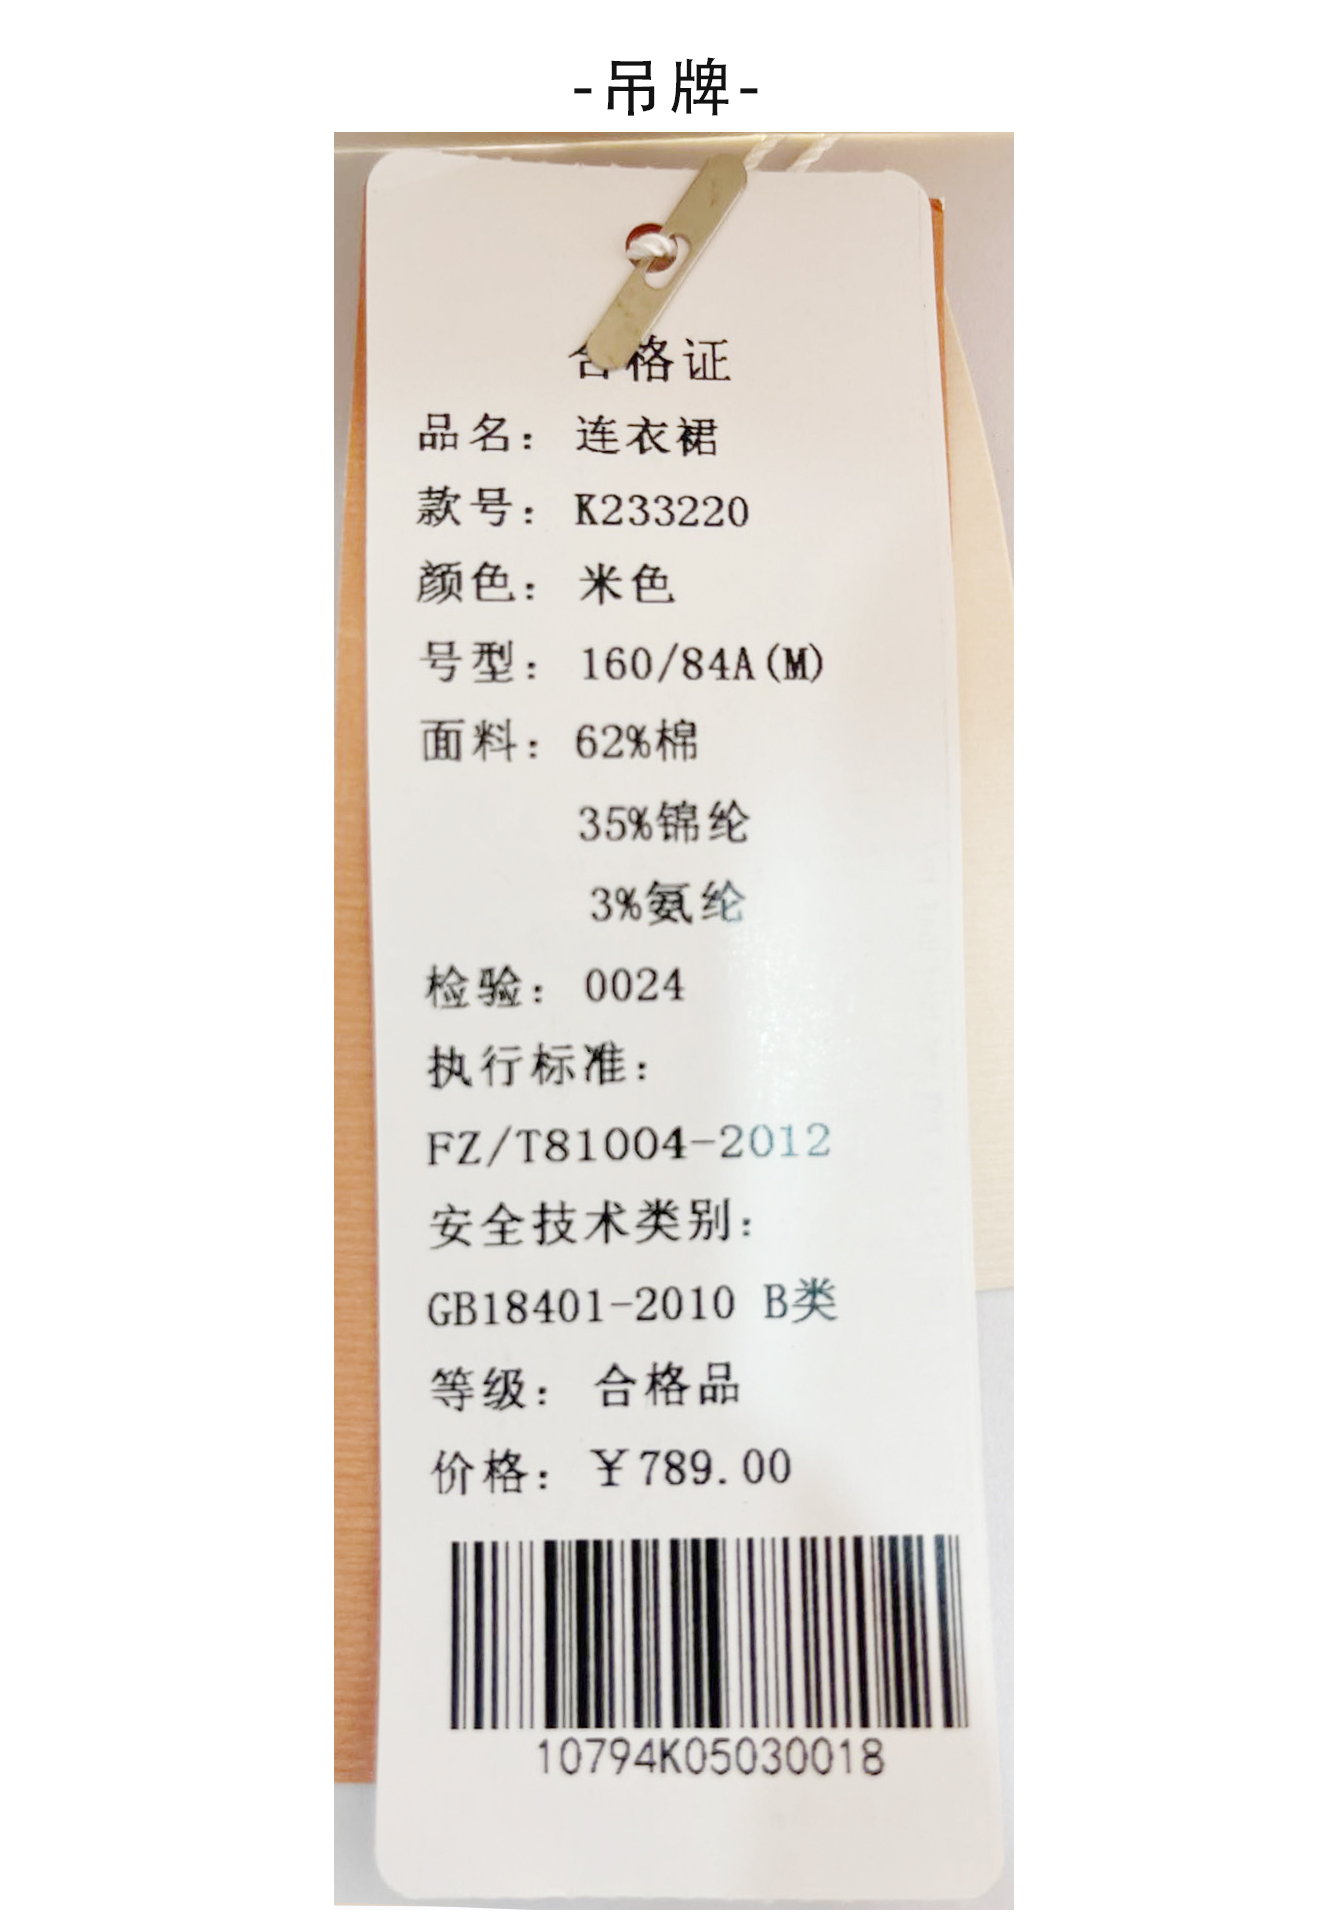 -吊牌-
合格证
品名：连衣裙
款号：K233220
颜色：米色
号型：160/84A(M)
面料：62%棉
35%锦纶
3%氨纶
检验：0024
执行标准：
FZ/T81004-2012
安全技术类别：
GB18401-2010 B类
等级：合格品
价格：￥789.00
10794K05030018